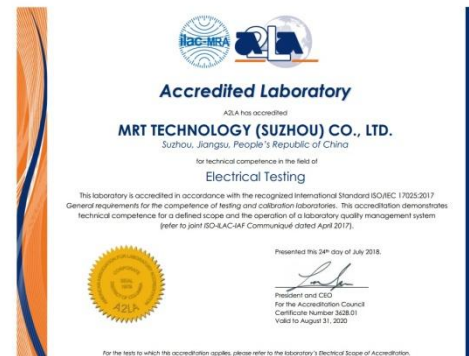 ilac-MRA
A2LA
Accredited Laboratory
A2LA has accredited
MRT TECHNOLOGY (SUZHOU) CO., LTD.
Suzhou, Jiangsu, People's Republic of China
for technical competence in the field of
Electrical Testing
This laboratory is accredited in accordance with the recognized International Standard ISO/IEC 17025:2017
General requirements for the competence of testing and calibration laboratories. This accreditation demonstrates
technical competence for a defined scope and the operation of a laboratory quality management system
(refer to joint ISO-ILAC-IAF Communiqué dated April 2017).
Presented this 24th day of July 2018.
President and CEO
For the Accreditation Council
Certificate Number 3628.01
Valid to August 31, 2020
CORPORATE
SEAL
1978
A2LA
For the tests to which this accreditation applies, please refer to the laboratory's Electrical Scope of Accreditation.